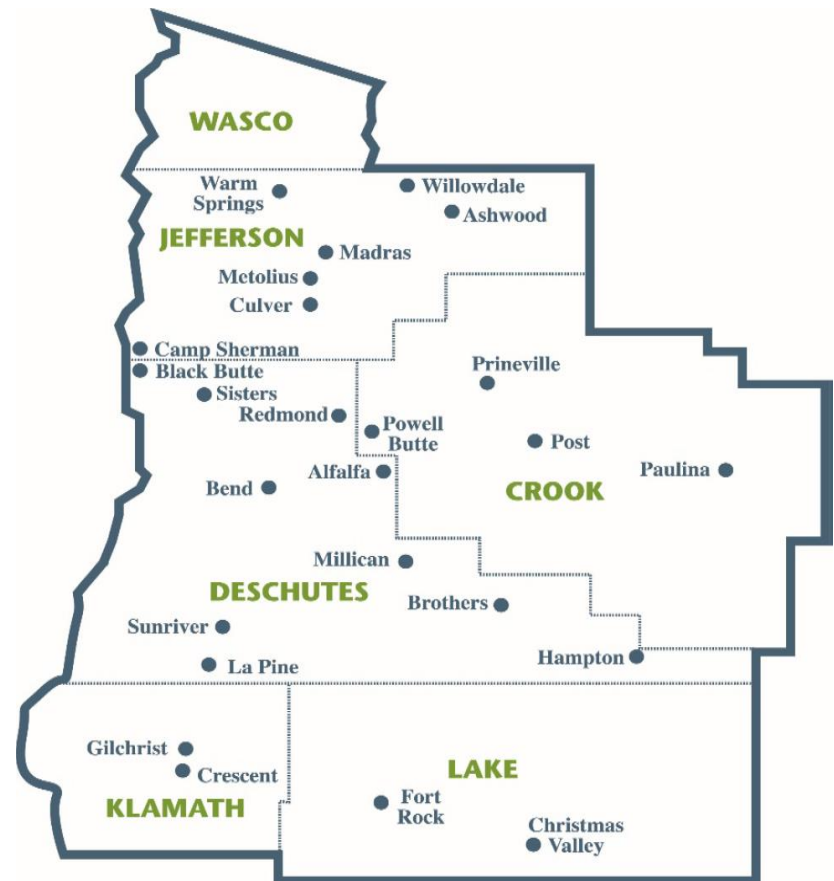 WASCO
Warm
Springs
Willowdale
Ashwood
JEFFERSON
Madras
Metolius
Culver
Camp Sherman
Black Butte
Sisters
Redmond
Prineville
Powell
Butte
Post
Alfalfa
Paulina
Bend
CROOK
Millican
DESCHUTES
Brothers
Sunriver
Hampton
La Pine
Gilchrist
Crescent
LAKE
KLAMATH
Fort
Rock
Christmas
Valley